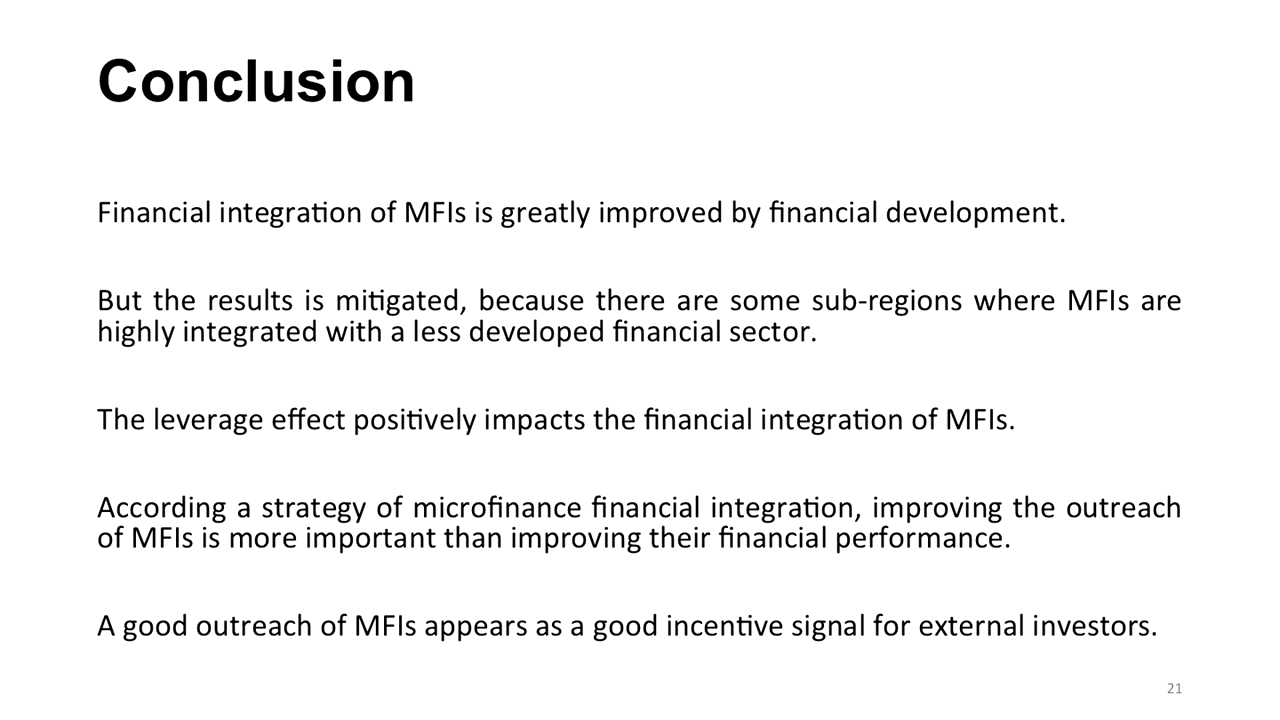 Conclusion
Financial integration of MFIs is greatly improved by financial development.
But the results is mitigated, because there are some sub-regions where MFIs are
highly integrated with a less developed financial sector.
The leverage effect positively impacts the financial integration of MFIs.
According a strategy of microfinance financial integration, improving the outreach
of MFIs is more important than improving their financial performance.
A good outreach of MFIs appears as a good incentive signal for external investors.
21